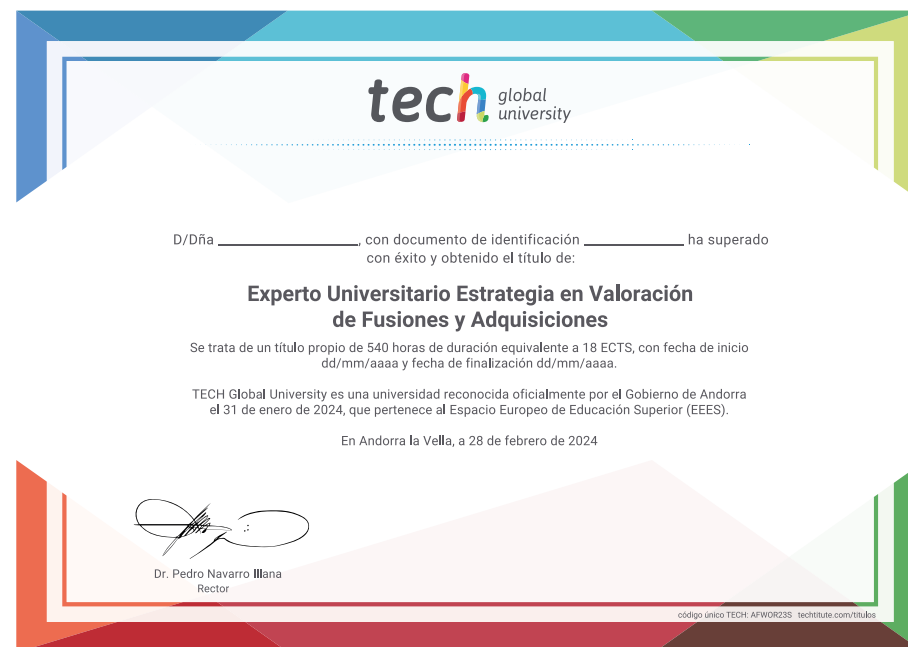 tech global university
D/Dña ____________________, con documento de identificación ______________ ha superado
con éxito y obtenido el título de:
Experto Universitario Estrategia en Valoración
de Fusiones y Adquisiciones
Se trata de un título propio de 540 horas de duración equivalente a 18 ECTS, con fecha de inicio
dd/mm/aaaa y fecha de finalización dd/mm/aaaa.
TECH Global University es una universidad reconocida oficialmente por el Gobierno de Andorra
el 31 de enero de 2024, que pertenece al Espacio Europeo de Educación Superior (EEES).
En Andorra la Vella, a 28 de febrero de 2024
Dr. Pedro Navarro Illana
Rector
código único TECH: AFWOR23S techtitute.com/titulos